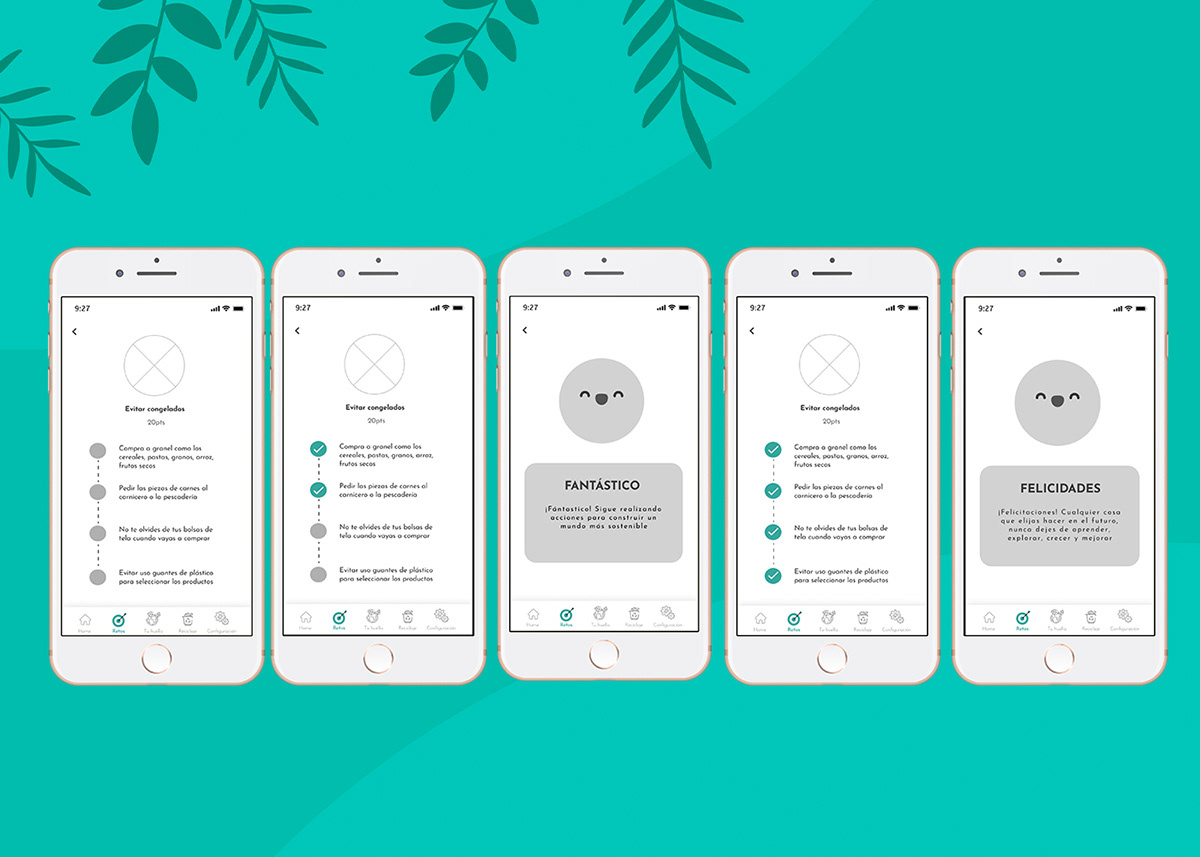 9:27
Evitar congelados
20pts
Compra a granel como los
cereales, pastas, granos, arroz,
frutos secos
Pedir las piezas de carnes al
carnicero o la pescadería
No te olvides de tus bolsas de
tela cuando vayas a comprar
Evitar uso guantes de plástico
para seleccionar los productos
Home
Retos
Tu huella
Reciclaje
Configuración
9:27
Evitar congelados
20pts
Compra a granel como los
cereales, pastas, granos, arroz,
frutos secos
Pedir las piezas de carnes al
carnicero o la pescadería
No te olvides de tus bolsas de
tela cuando vayas a comprar
Evitar uso guantes de plástico
para seleccionar los productos
Home
Retos
Tu huella
Reciclaje
Configuración
9:27
FANTÁSTICO
¡Fántastico! Sigue realizando
acciones para construir un
mundo más sostenible
Home
Retos
Tu huella
Reciclaje
Configuración
9:27
Evitar congelados
20pts
Compra a granel como los
cereales, pastas, granos, arroz,
frutos secos
Pedir las piezas de carnes al
carnicero o la pescadería
No te olvides de tus bolsas de
tela cuando vayas a comprar
Evitar uso guantes de plástico
para seleccionar los productos
Home
Retos
Tu huella
Reciclaje
Configuración
9:27
FELICIDADES
¡Felicitaciones! Cualquier cosa
que elijas hacer en el futuro,
nunca dejes de aprender,
explorar, crecer y mejorar
Home
Retos
Tu huella
Reciclaje
Configuración